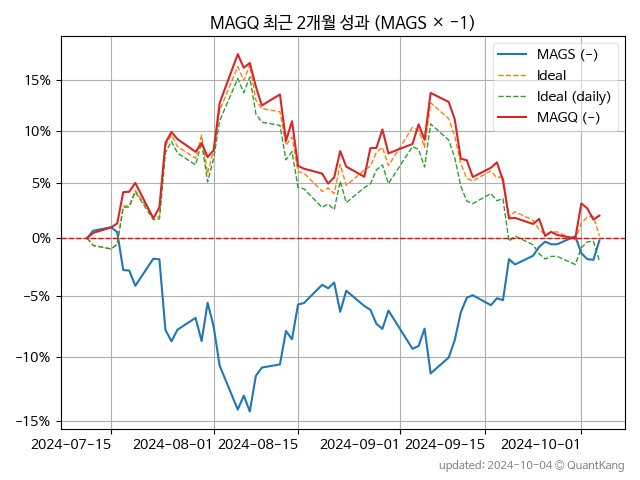 MAGQ 최근 2개월 성과 (MAGS × −1)
MAGS (-)
Ideal
Ideal (daily)
MAGQ (-)
15%
10%
5%
0%
−5%
−10%
−15%
2024-07-15
2024-08-01
2024-08-15
2024-09-01
2024-09-15
2024-10-01
updated: 2024-10-04 © QuantKang